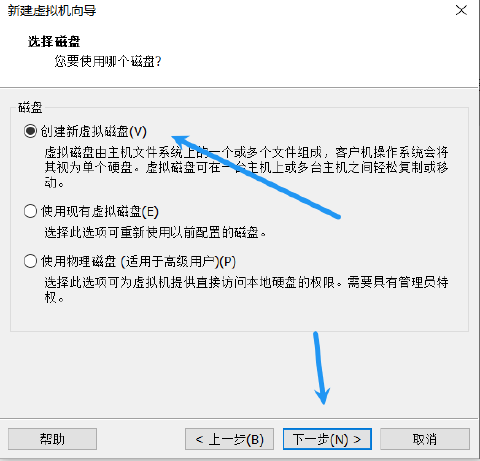 新建虚拟机向导
选择磁盘
您要使用哪个磁盘?
磁盘
创建新虚拟磁盘(V)
虚拟磁盘由主机文件系统上的一个或多个文件组成，客户机操作系统会将
其视为单个硬盘。虚拟磁盘可在一台主机上或多台主机之间轻松复制或移
动。
使用现有虚拟磁盘(E)
选择此选项可重新使用以前配置的磁盘。
使用物理磁盘 (适用于高级用户)(P)
选择此选项可为虚拟机提供直接访问本地硬盘的权限。需要具有管理员特
权。
帮助
< 上一步(B)
下一步(N) >
取消